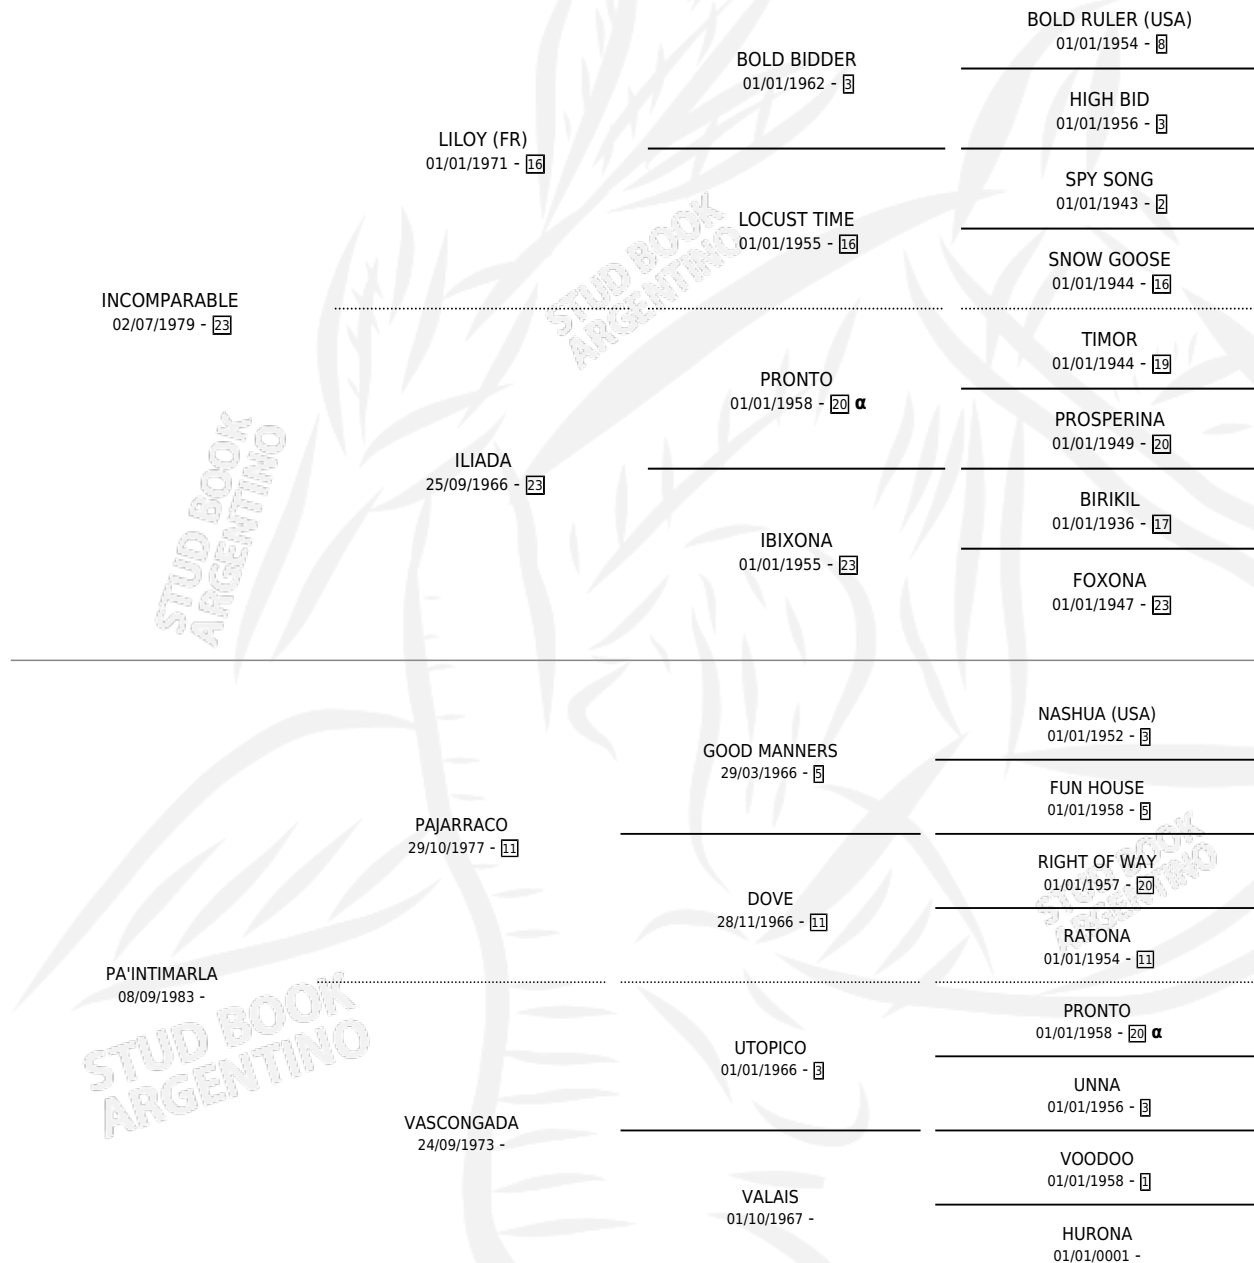 BOLD RULER (USA)
01/01/1954 - 8
BOLD BIDDER
01/01/1962 - 3
HIGH BID
01/01/1956 - 3
LILOY (FR)
01/01/1971 - 16
SPY SONG
01/01/1943 - 2
LOCUST TIME
01/01/1955 - 16
SNOW GOOSE
01/01/1944 - 16
STUD BOOK
ARGENTINO
INCOMPARABLE
02/07/1979 - 23
TIMOR
01/01/1944 - 19
PRONTO
01/01/1958 - 20 α
PROSPERINA
01/01/1949 - 20
ILIADA
25/09/1966 - 23
BIRIKIL
01/01/1936 - 17
IBIXONA
01/01/1955 - 23
FOXONA
01/01/1947 - 23
STUD BOOK
ARGENTINO
NASHUA (USA)
01/01/1952 - 3
GOOD MANNERS
29/03/1966 - 5
FUN HOUSE
01/01/1958 - 5
PAJARRACO
29/10/1977 - 11
RIGHT OF WAY
01/01/1957 - 20
STUD BOOK
ARGENTINO
DOVE
28/11/1966 - 11
RATONA
01/01/1954 - 11
PA'INTIMARLA
08/09/1983 -
STUD BOOK
ARGENTINO
PRONTO
01/01/1958 - 20 α
UTOPICO
01/01/1966 - 3
UNNA
01/01/1956 - 3
VASCONGADA
24/09/1973 -
VOODOO
01/01/1958 - 1
VALAIS
01/10/1967 -
HURONA
01/01/0001 -